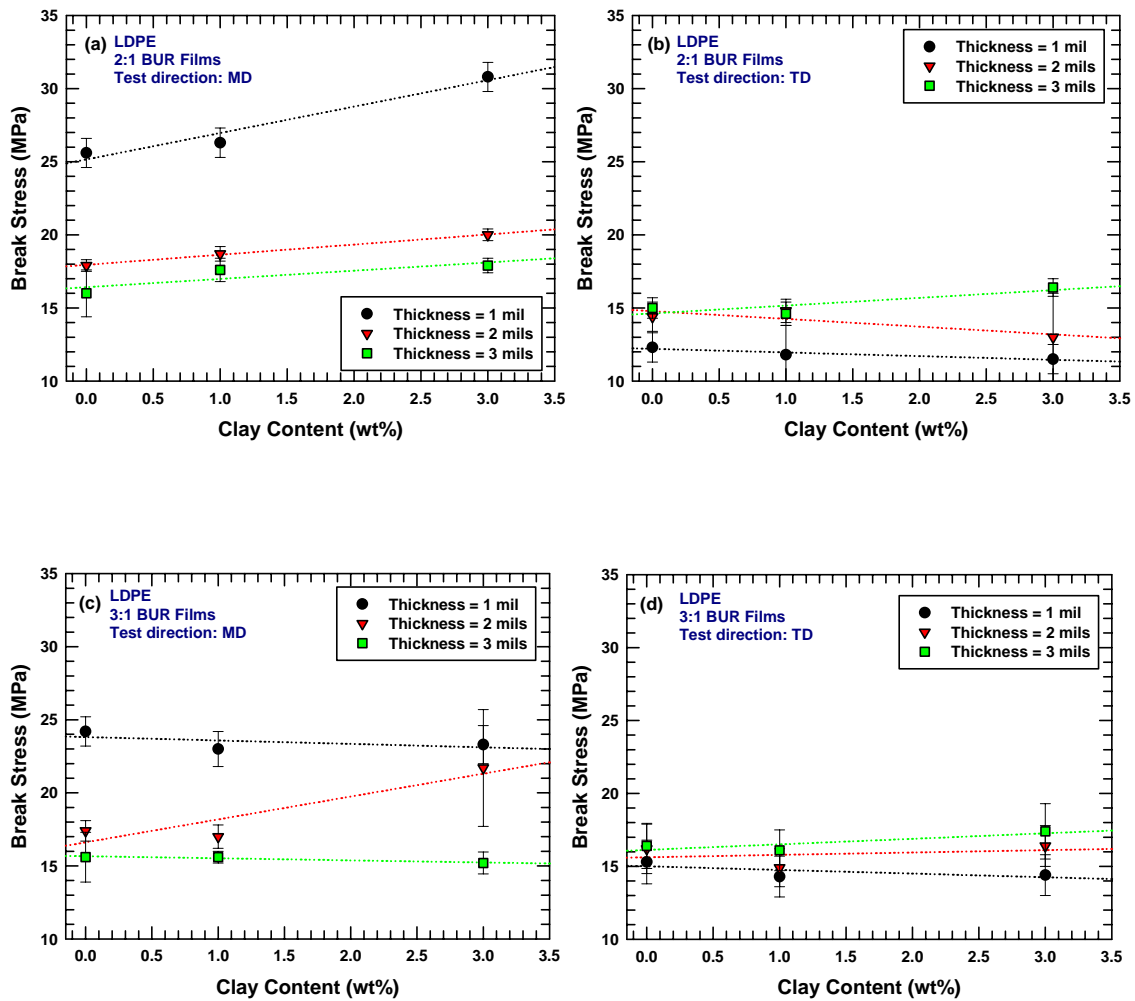 (a) LDPE
2:1 BUR Films
Test direction: MD
35
30
25
20
15
10
Break Stress (MPa)
Thickness = 1 mil
Thickness = 2 mils
Thickness = 3 mils
0.0 0.5 1.0 1.5 2.0 2.5 3.0 3.5
Clay Content (wt%)
(b) LDPE
2:1 BUR Films
Test direction: TD
Thickness = 1 mil
Thickness = 2 mils
Thickness = 3 mils
35
30
25
20
15
10
Break Stress (MPa)
0.0 0.5 1.0 1.5 2.0 2.5 3.0 3.5
Clay Content (wt%)
(c) LDPE
3:1 BUR Films
Test direction: MD
Thickness = 1 mil
Thickness = 2 mils
Thickness = 3 mils
35
30
25
20
15
10
Break Stress (MPa)
0.0 0.5 1.0 1.5 2.0 2.5 3.0 3.5
Clay Content (wt%)
(d) LDPE
3:1 BUR Films
Test direction: TD
Thickness = 1 mil
Thickness = 2 mils
Thickness = 3 mils
35
30
25
20
15
10
Break Stress (MPa)
0.0 0.5 1.0 1.5 2.0 2.5 3.0 3.5
Clay Content (wt%)